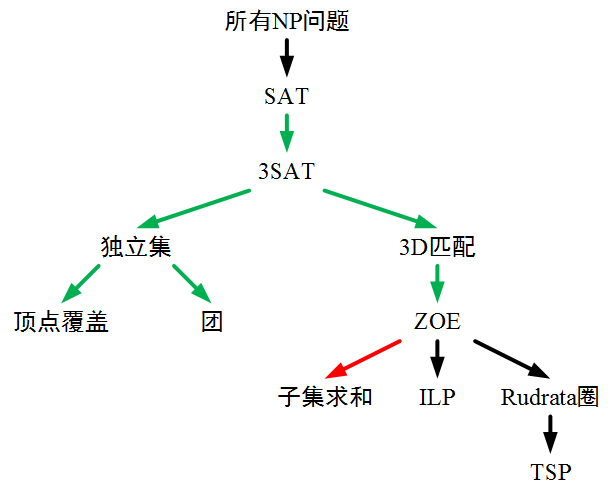 所有NP问题
SAT
3SAT
独立集
3D匹配
顶点覆盖
团
ZOE
子集求和
ILP
Rudrata圈
TSP